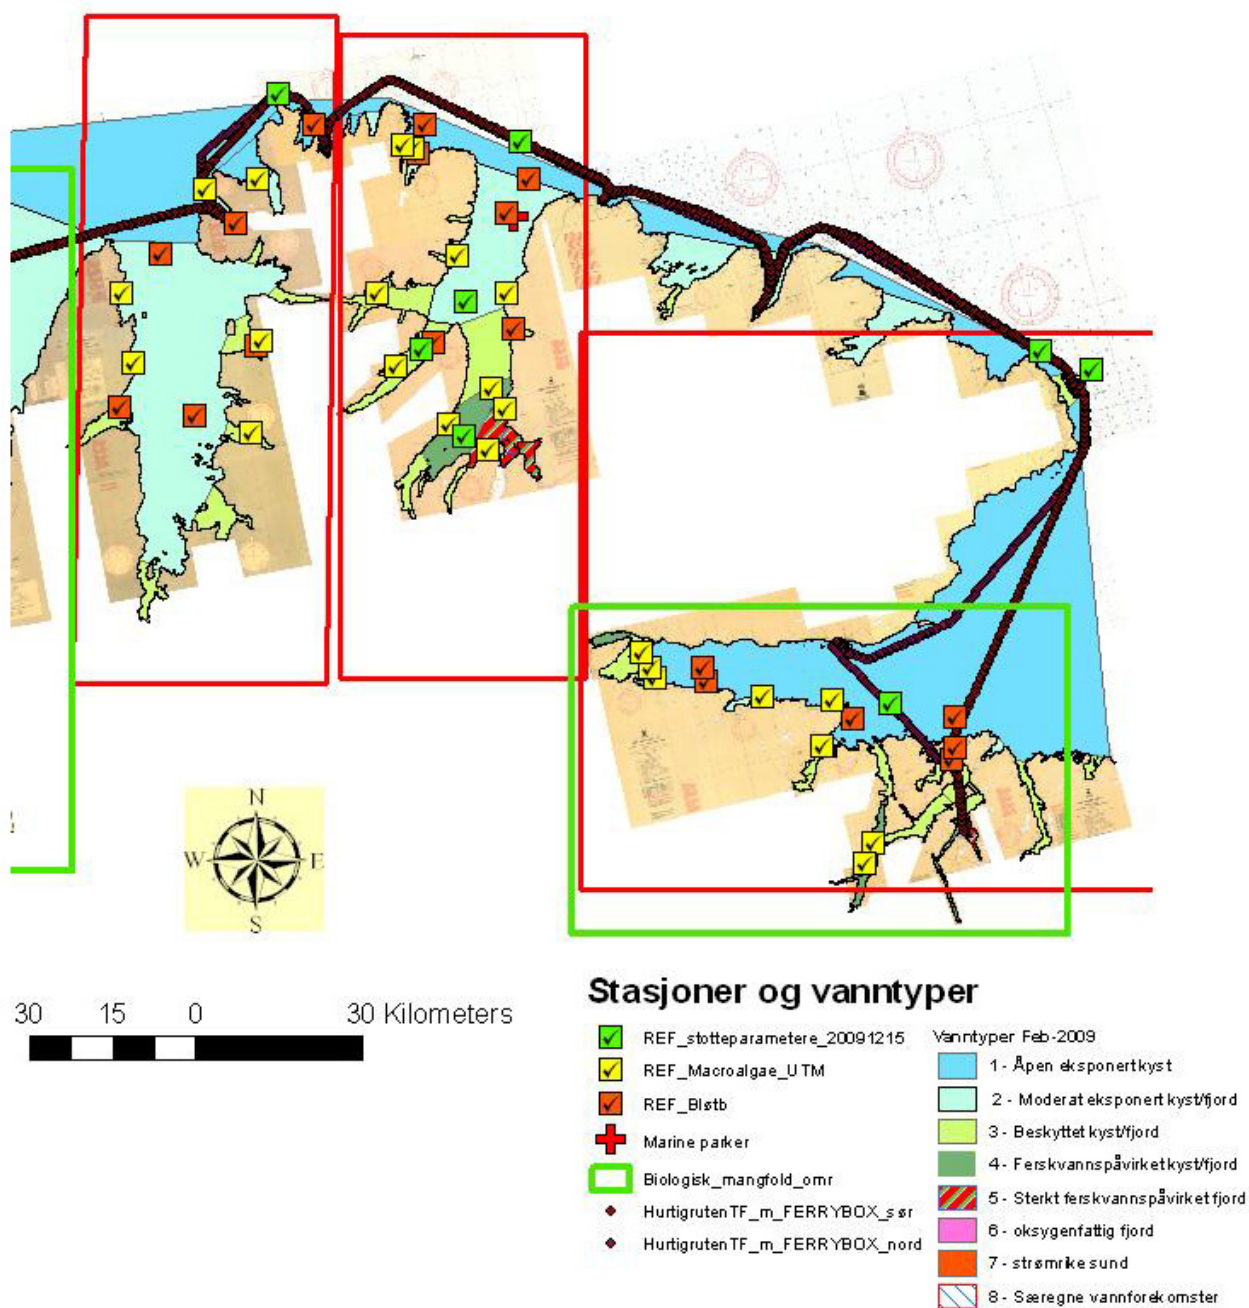 N
W E
S
30 15 0 30 Kilometers
Stasjoner og vanntyper
REF_stotteparametere_20091215
REF_Macroalgae_UTM
REF_Bløtb
Marine parker
Biologisk_mangfold_omr
HurtigrutenTF_m_FERRYBOX_sør
HurtigrutenTF_m_FERRYBOX_nord
Vanntyper Feb-2009
1 - Åpen eksponert kyst
2 - Moderat eksponert kyst/fjord
3 - Beskyttet kyst/fjord
4 - Ferskvannspåvirket kyst/fjord
5 - Sterkt ferskvannspåvirket fjord
6 - oksygenfattig fjord
7 - strømrike sund
8 - Særegne vannforekomster